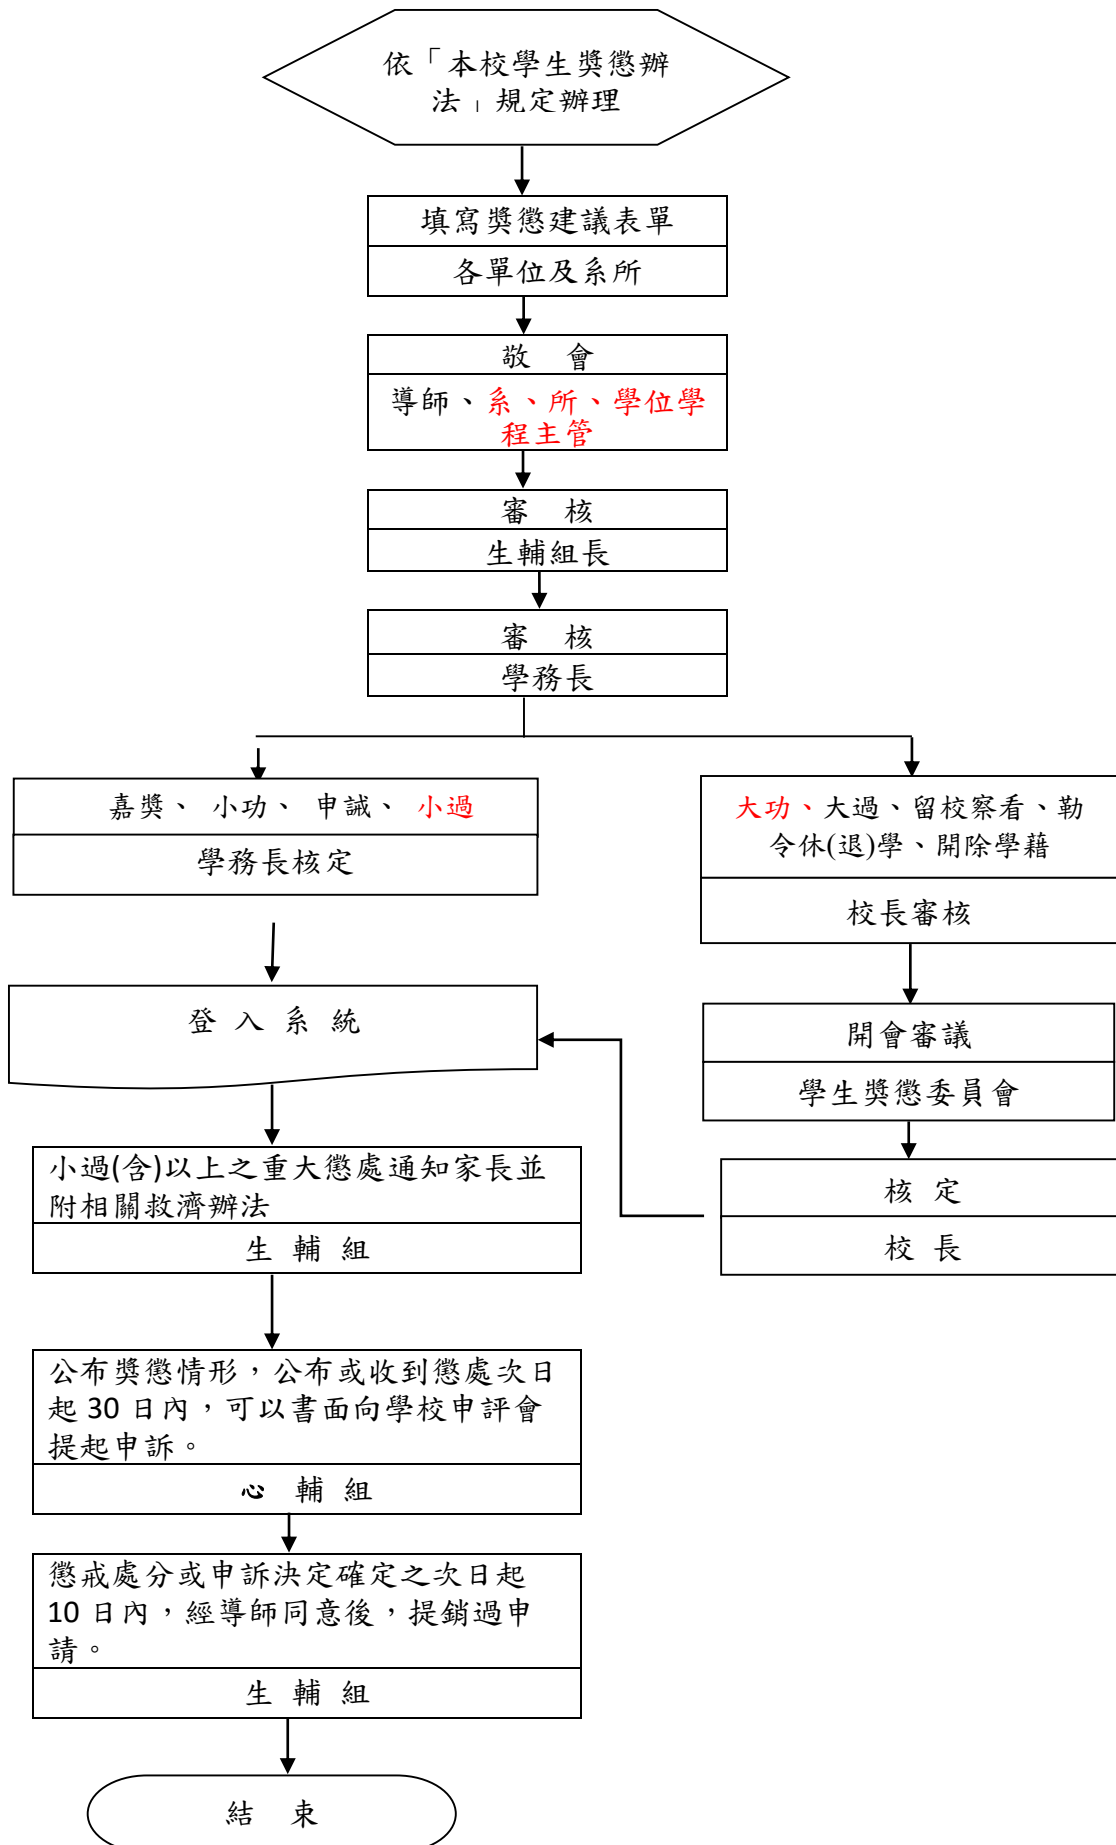 依「本校學生獎懲辦
法」規定辦理
填寫獎懲建議表單
各單位及系所
敬 會
導師、系、所、學位學
程主管
審 核
生輔組長
審 核
學務長
嘉獎、 小功、 申誡、 小過
學務長核定
大功、大過、留校察看、勒
令休(退)學、開除學藉
校長審核
開會審議
學生獎懲委員會
核 定
校 長
登 入 系 統
小過(含)以上之重大懲處通知家長並
附相關救濟辦法
生 輔 組
公布獎懲情形，公布或收到懲處次日
起 30 日內，可以書面向學校申評會
提起申訴。
心 輔 組
懲戒處分或申訴決定確定之次日起
10 日內，經導師同意後，提銷過申
請。
生 輔 組
結 束